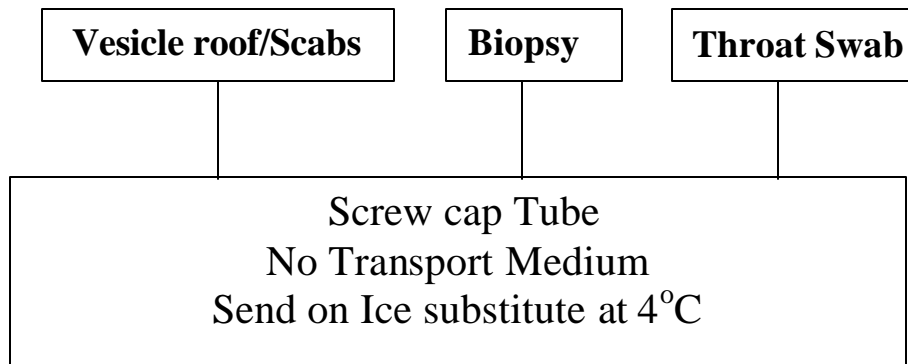 Vesicle roof/Scabs
Biopsy
Throat Swab
Screw cap Tube
No Transport Medium
Send on Ice substitute at 4°C